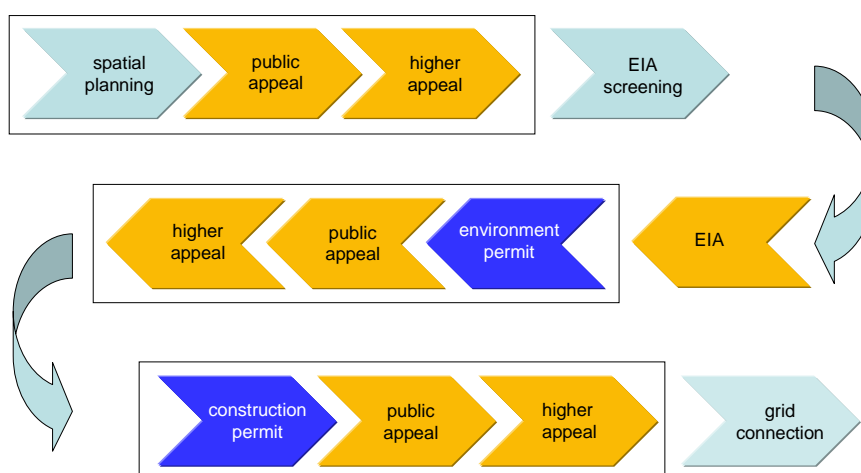 spatial
planning
public
appeal
higher
appeal
EIA
screening
higher
appeal
public
appeal
environment
permit
EIA
construction
permit
public
appeal
higher
appeal
grid
connection